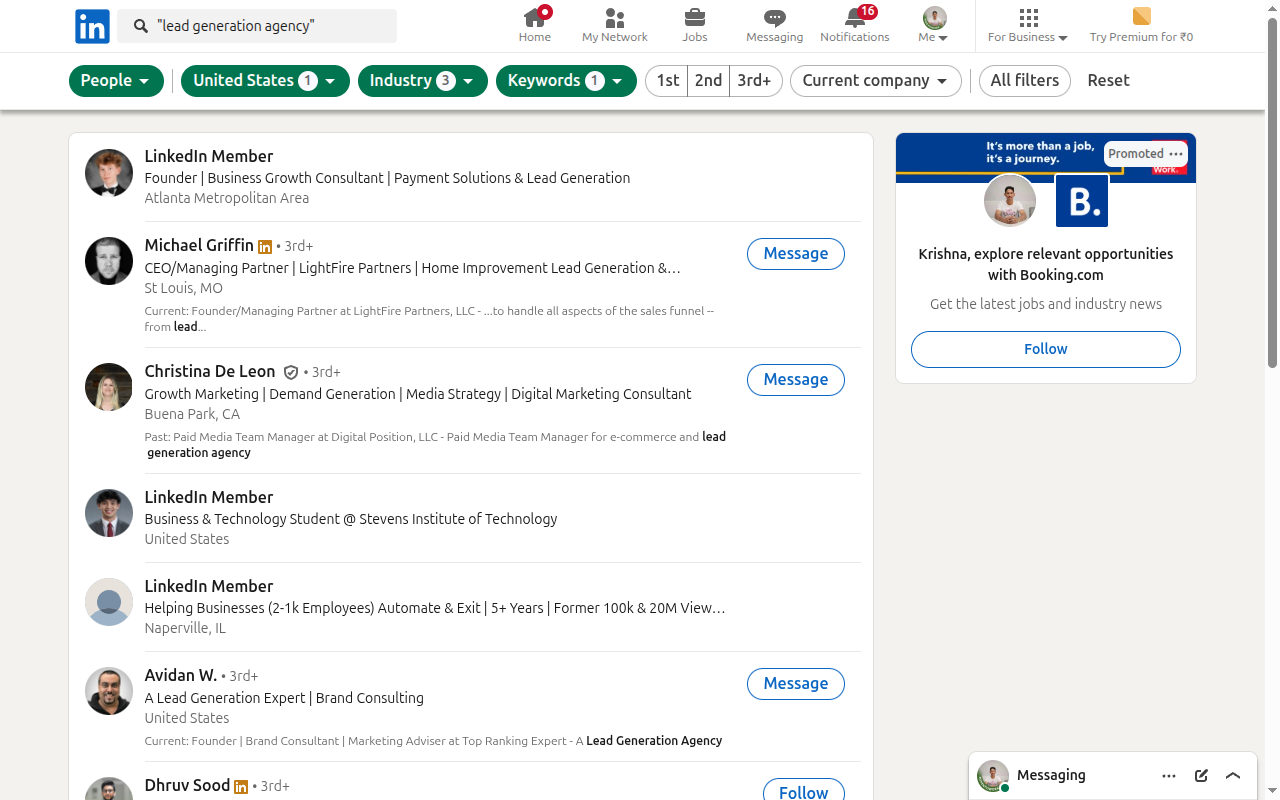 in
"lead generation agency"
Home
My Network
Jobs
Messaging
16
Notifications
Me
For Business
Try Premium for ₹0
People
United States 1
Industry 3
Keywords 1
1st
2nd
3rd+
Current company
All filters
Reset
LinkedIn Member
Founder | Business Growth Consultant | Payment Solutions & Lead Generation
Atlanta Metropolitan Area
Michael Griffin in • 3rd+
Message
CEO/Managing Partner | LightFire Partners | Home Improvement Lead Generation &…
St Louis, MO
Current: Founder/Managing Partner at LightFire Partners, LLC - ...to handle all aspects of the sales funnel --
from lead...
Christina De Leon • 3rd+
Message
Growth Marketing | Demand Generation | Media Strategy | Digital Marketing Consultant
Buena Park, CA
Past: Paid Media Team Manager at Digital Position, LLC - Paid Media Team Manager for e-commerce and lead
generation agency
LinkedIn Member
Business & Technology Student @ Stevens Institute of Technology
United States
LinkedIn Member
Helping Businesses (2-1k Employees) Automate & Exit | 5+ Years | Former 100k & 20M View…
Naperville, IL
Avidan W. • 3rd+
Message
A Lead Generation Expert | Brand Consulting
United States
Current: Founder | Brand Consultant | Marketing Adviser at Top Ranking Expert - A Lead Generation Agency
Dhruv Sood in • 3rd+
Follow
It's more than a job,
it's a journey.
Promoted
Work.
B.
Krishna, explore relevant opportunities
with Booking.com
Get the latest jobs and industry news
Follow
Messaging